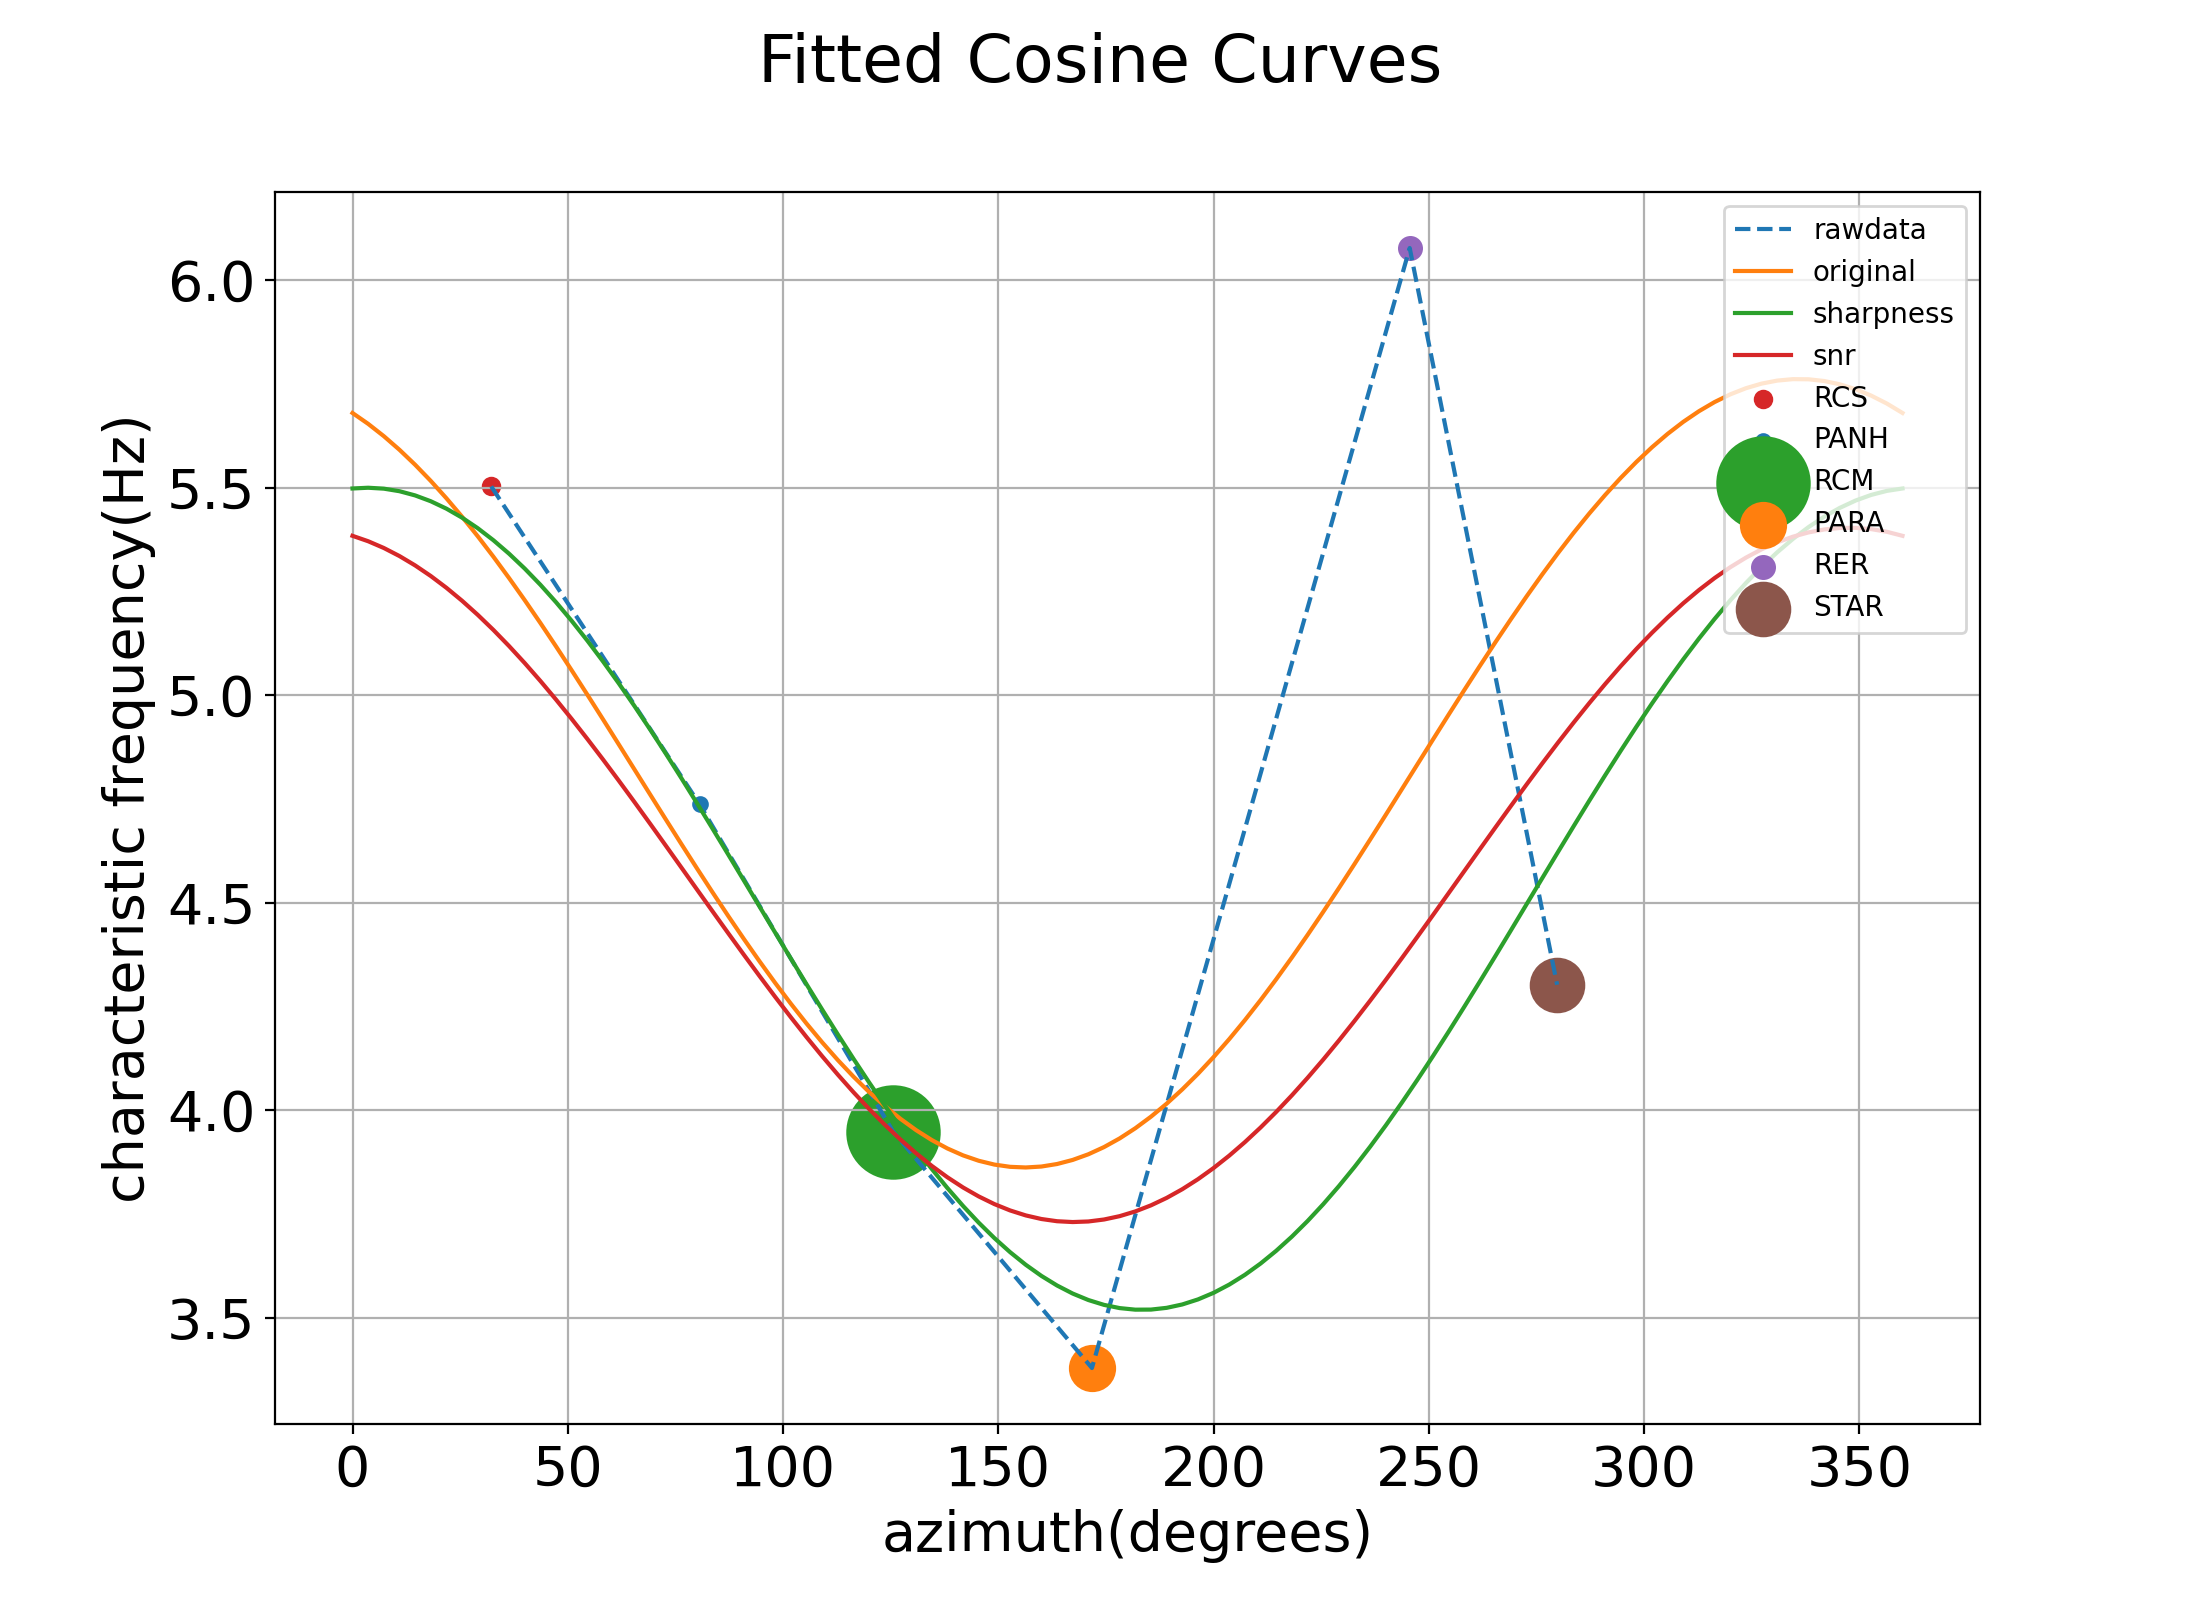 Fitted Cosine Curves
characteristic frequency(Hz)
6.0
5.5
5.0
4.5
4.0
3.5
rawdata
original
sharpness
snr
RCS
PANH
RCM
PARA
RER
STAR
0 50 100 150 200 250 300 350
azimuth(degrees)